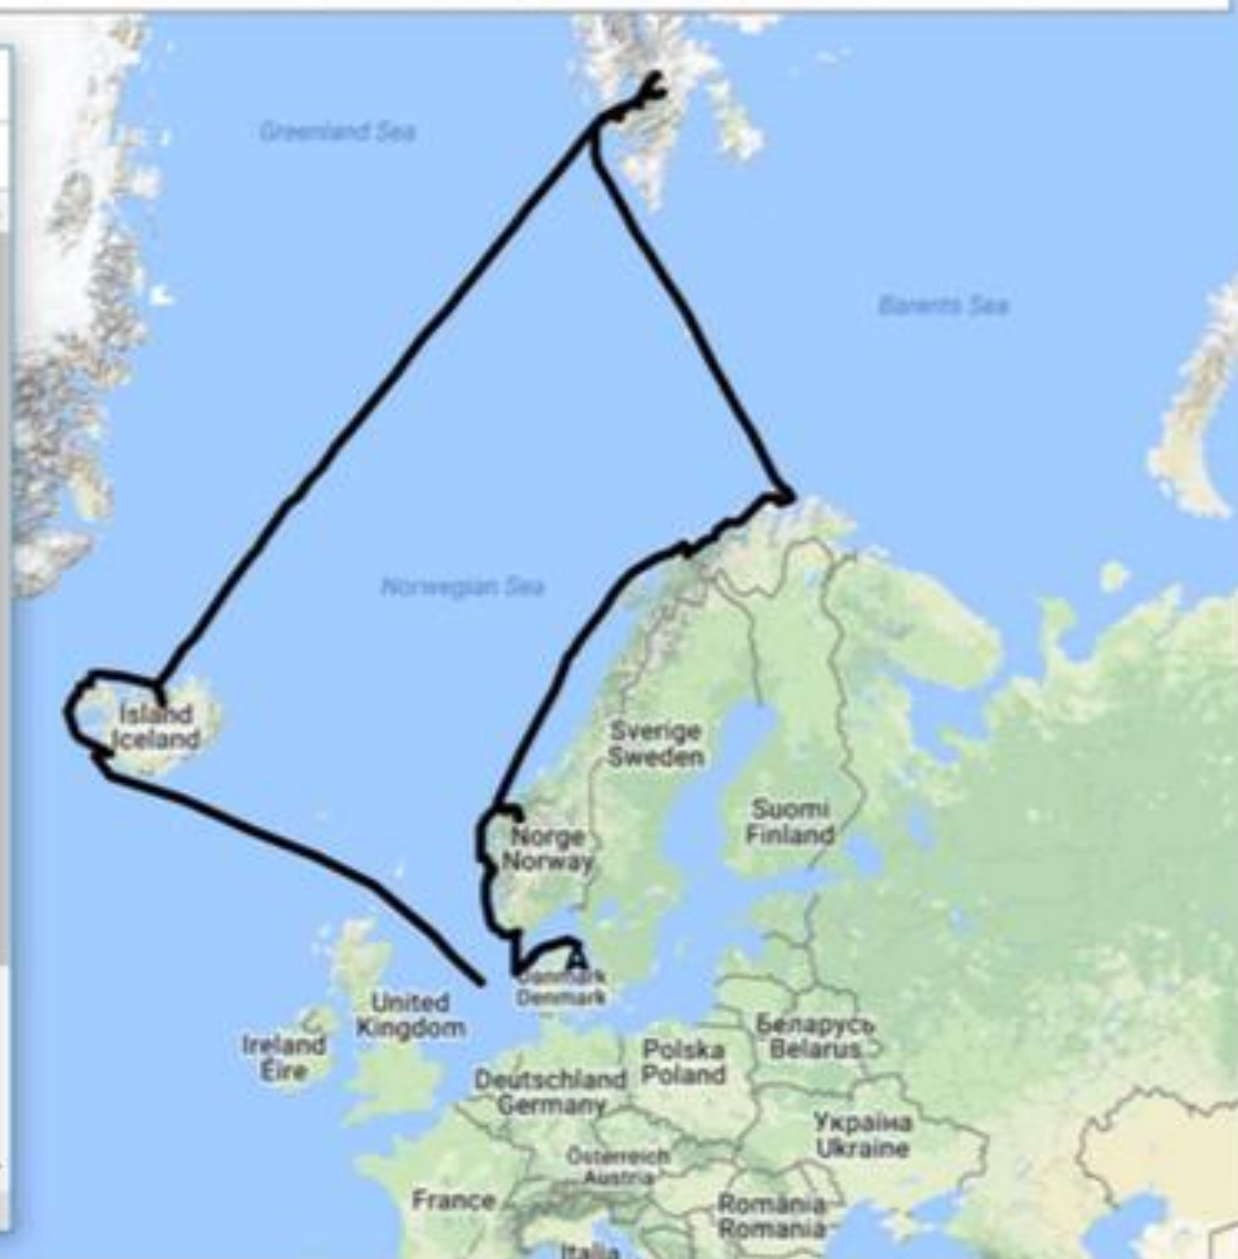 Greenland Sea
Barents Sea
Norwegian Sea
Ísland
Iceland
Sverige
Sweden
Suomi
Finland
Norge
Norway
Danmark
Denmark
United
Kingdom
Ireland
Éire
Беларусь
Belarus
Polska
Poland
Deutschland
Germany
Україна
Ukraine
Österreich
Austria
France
România
Romania
Italia